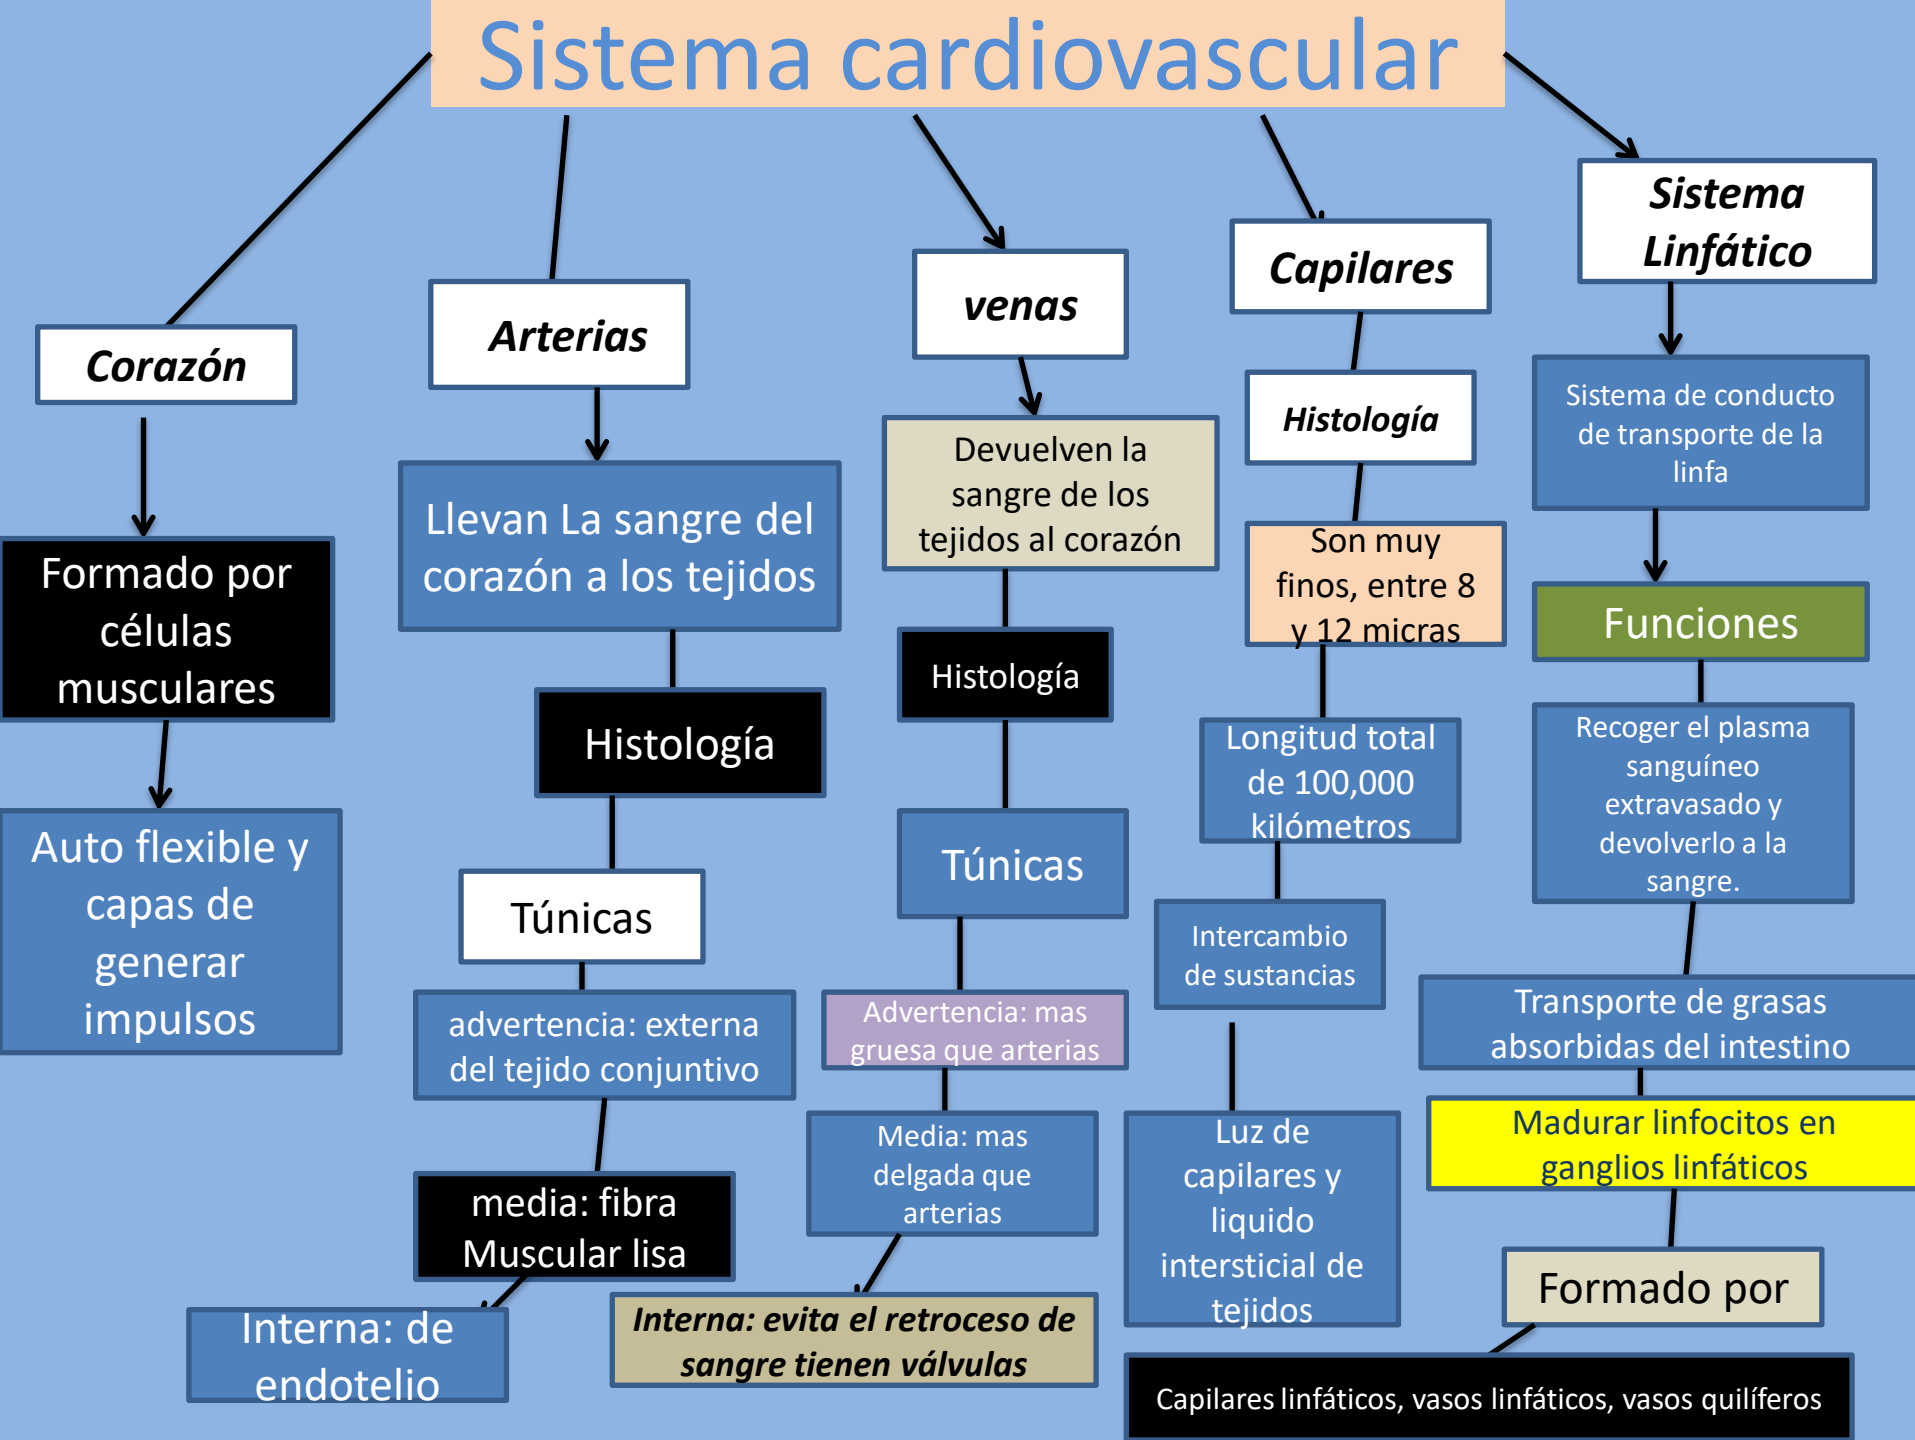 Sistema cardiovascular
Corazón
Formado por
células
musculares
Auto flexible y
capas de
generar
impulsos
Arterias
Llevan La sangre del
corazón a los tejidos
Histología
Túnicas
advertencia: externa
del tejido conjuntivo
media: fibra
Muscular lisa
Interna: de
endotelio
venas
Devuelven la
sangre de los
tejidos al corazón
Histología
Túnicas
Advertencia: mas
gruesa que arterias
Media: mas
delgada que
arterias
Interna: evita el retroceso de
sangre tienen válvulas
Capilares
Histología
Son muy
finos, entre 8
y 12 micras
Longitud total
de 100,000
kilómetros
Intercambio
de sustancias
Luz de
capilares y
liquido
intersticial de
tejidos
Sistema
Linfático
Sistema de conducto
de transporte de la
linfa
Funciones
Recoger el plasma
sanguíneo
extravasado y
devolverlo a la
sangre.
Transporte de grasas
absorbidas del intestino
Madurar linfocitos en
ganglios linfáticos
Formado por
Capilares linfáticos, vasos linfáticos, vasos quilíferos